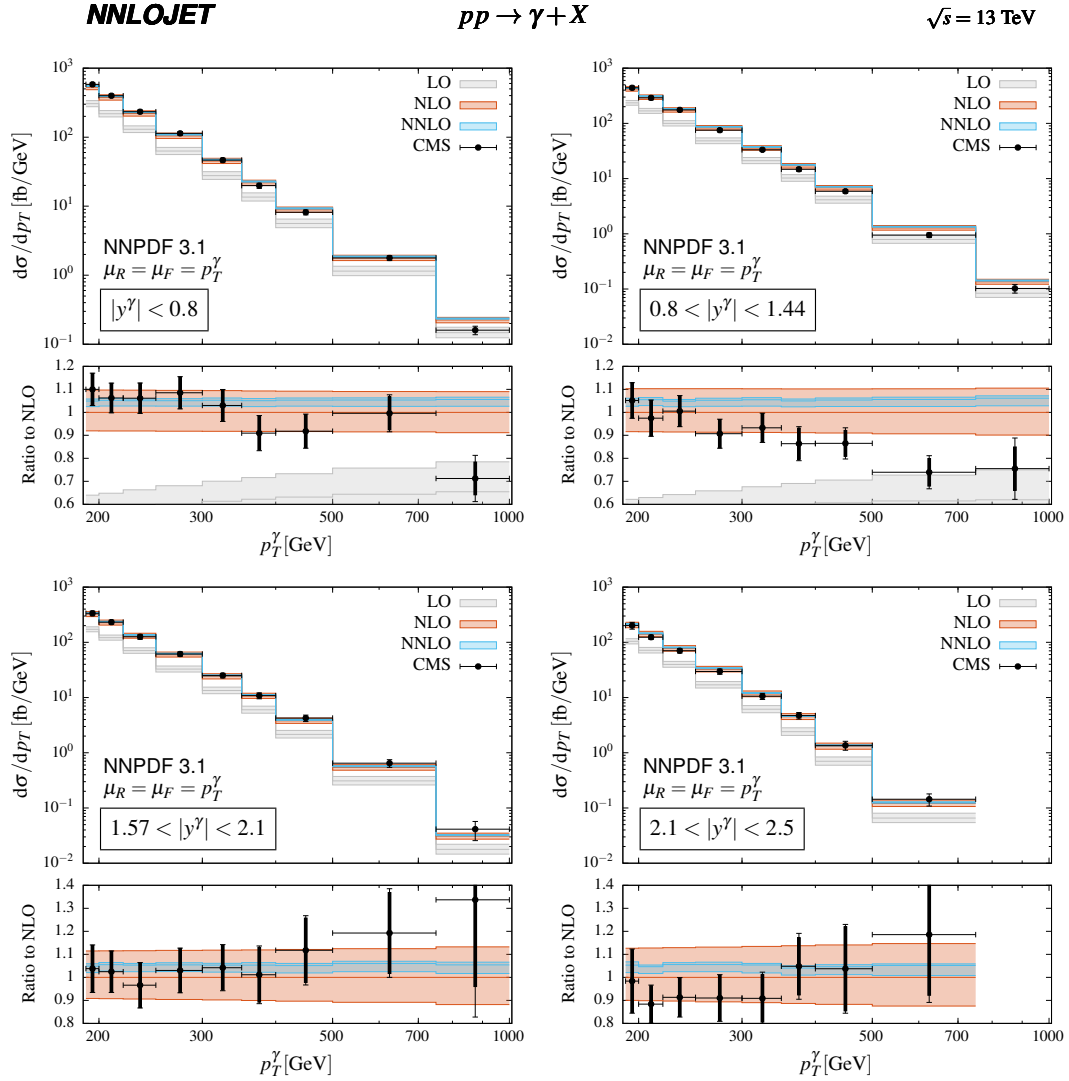 NNLOJET pp → γ + X √s = 13 TeV
10³
10²
10¹
10⁰
10⁻¹
dσ/dp_T [fb/GeV]
LO
NLO
NNLO
CMS
NNPDF 3.1
μ_R = μ_F = p_T^γ
|y^γ| < 0.8
1.2
1.1
1
0.9
0.8
0.7
0.6
Ratio to NLO
200 300 500 700 1000
p_T^γ [GeV]
10³
10²
10¹
10⁰
10⁻¹
10⁻²
dσ/dp_T [fb/GeV]
LO
NLO
NNLO
CMS
NNPDF 3.1
μ_R = μ_F = p_T^γ
0.8 < |y^γ| < 1.44
1.2
1.1
1
0.9
0.8
0.7
0.6
Ratio to NLO
200 300 500 700 1000
p_T^γ [GeV]
10³
10²
10¹
10⁰
10⁻¹
10⁻²
dσ/dp_T [fb/GeV]
LO
NLO
NNLO
CMS
NNPDF 3.1
μ_R = μ_F = p_T^γ
1.57 < |y^γ| < 2.1
1.4
1.3
1.2
1.1
1
0.9
0.8
Ratio to NLO
200 300 500 700 1000
p_T^γ [GeV]
10³
10²
10¹
10⁰
10⁻¹
10⁻²
dσ/dp_T [fb/GeV]
LO
NLO
NNLO
CMS
NNPDF 3.1
μ_R = μ_F = p_T^γ
2.1 < |y^γ| < 2.5
1.4
1.3
1.2
1.1
1
0.9
0.8
Ratio to NLO
200 300 500 700 1000
p_T^γ [GeV]